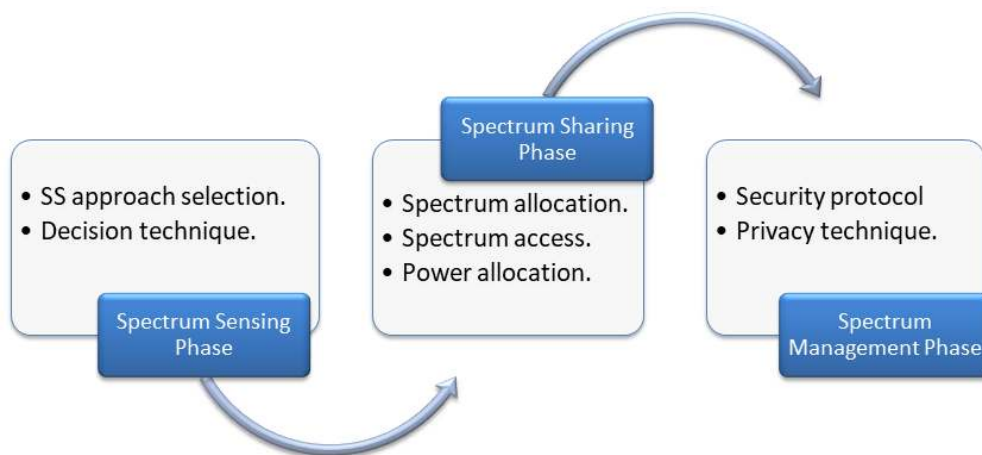 • SS approach selection.
• Decision technique.
Spectrum Sensing
Phase
Spectrum Sharing
Phase
• Spectrum allocation.
• Spectrum access.
• Power allocation.
• Security protocol
• Privacy technique.
Spectrum
Management Phase